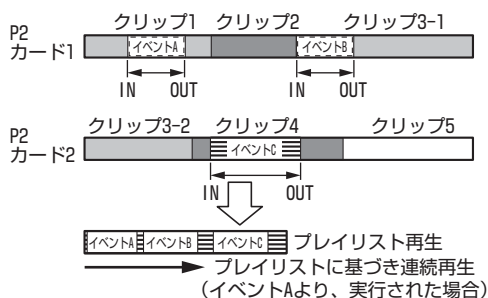 クリップ1 クリップ2 クリップ3-1
P2
カード1
イベントA イベントB
IN OUT IN OUT
クリップ3-2 クリップ4 クリップ5
P2
カード2
イベントC
IN OUT
イベントA イベントB イベントC プレイリスト再生
プレイリストに基づき連続再生
(イベントAより、実行された場合)